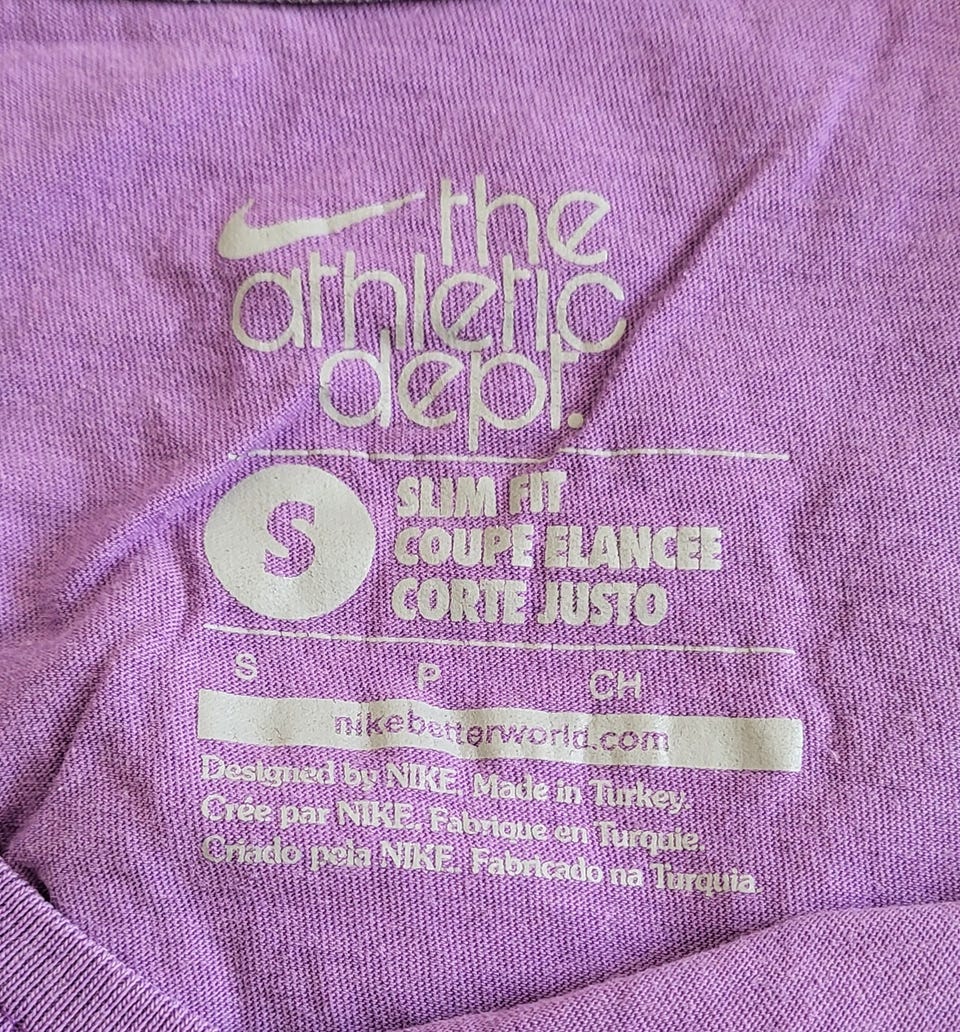 the
athletic
dept.
S
SLIM FIT
COUPE ELANCEE
CORTE JUSTO
S P CH
nikebetterworld.com
Designed by NIKE. Made in Turkey.
Crée par NIKE. Fabrique en Turquie.
Criado pela NIKE. Fabricado na Turquia.